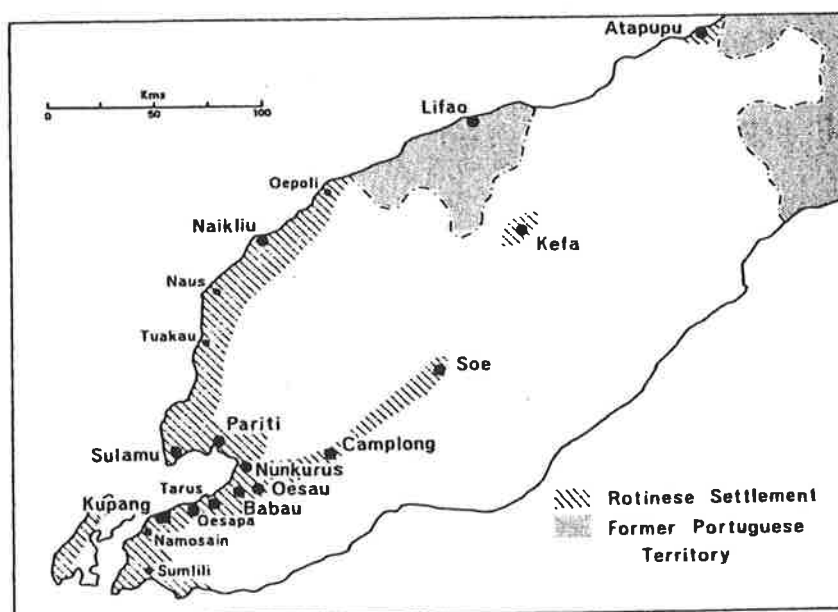 Atapupu
Kms
0 50 100
Lifao
Oepoli
Naikliu
Kefa
Naus
Tuakau
Soe
Pariti
Sulamu
Camplong
Nunkurus
Tarus
Oesau
Kupang
Babau
Oesapa
Namosain
Sumlili
Rotinese Settlement
Former Portuguese
Territory